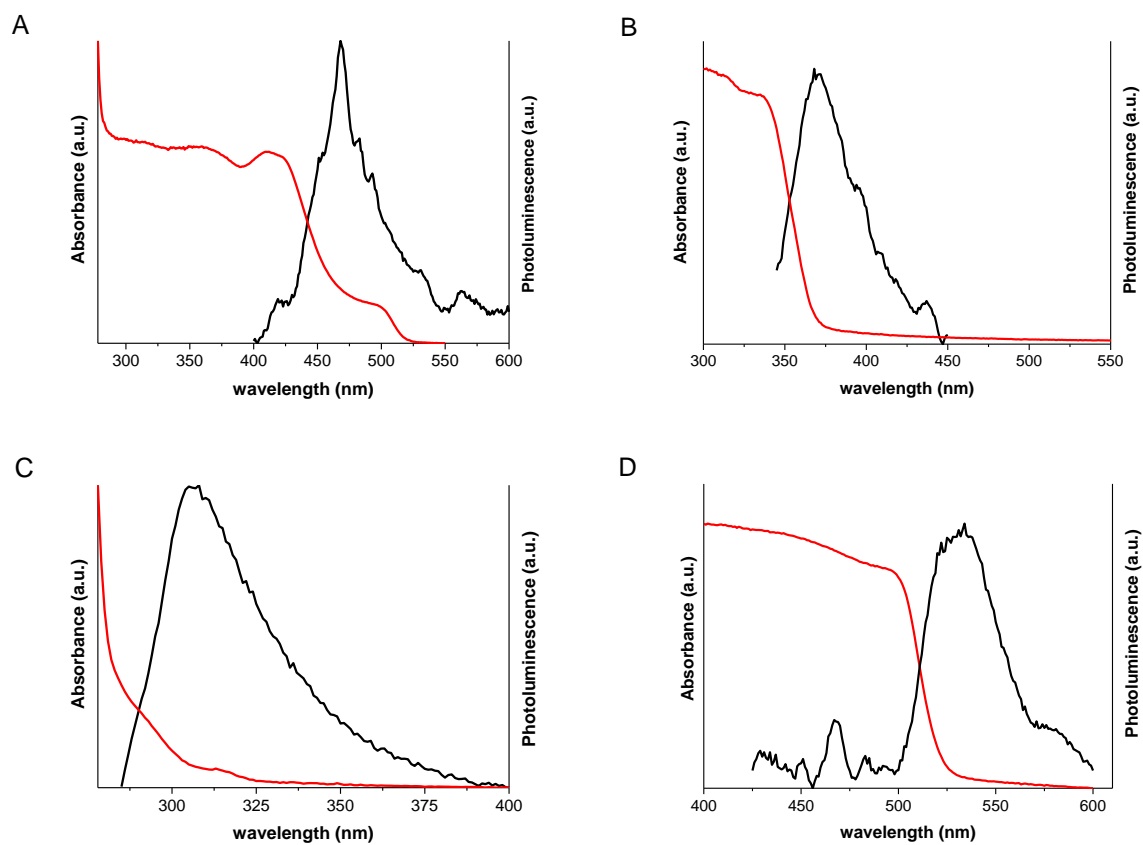 A
Absorbance (a.u.)
Photoluminescence (a.u.)
300 350 400 450 500 550 600
wavelength (nm)
B
Absorbance (a.u.)
Photoluminescence (a.u.)
300 350 400 450 500 550
wavelength (nm)
C
Absorbance (a.u.)
Photoluminescence (a.u.)
300 325 350 375 400
wavelength (nm)
D
Absorbance (a.u.)
Photoluminescence (a.u.)
400 450 500 550 600
wavelength (nm)